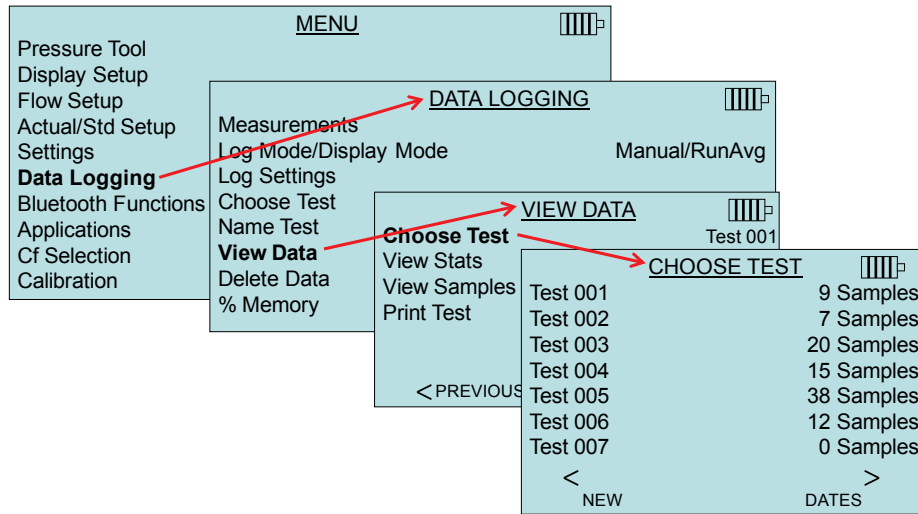 MENU
Pressure Tool
Display Setup
Flow Setup
Actual/Std Setup
Settings
Data Logging
Bluetooth Functions
Applications
Cf Selection
Calibration
DATA LOGGING
Measurements
Log Mode/Display Mode Manual/RunAvg
Log Settings
Choose Test
Name Test
View Data
Delete Data
% Memory
VIEW DATA
Choose Test Test 001
View Stats
View Samples
Print Test
< PREVIOUS
CHOOSE TEST
Test 001 9 Samples
Test 002 7 Samples
Test 003 20 Samples
Test 004 15 Samples
Test 005 38 Samples
Test 006 12 Samples
Test 007 0 Samples
< >
NEW DATES